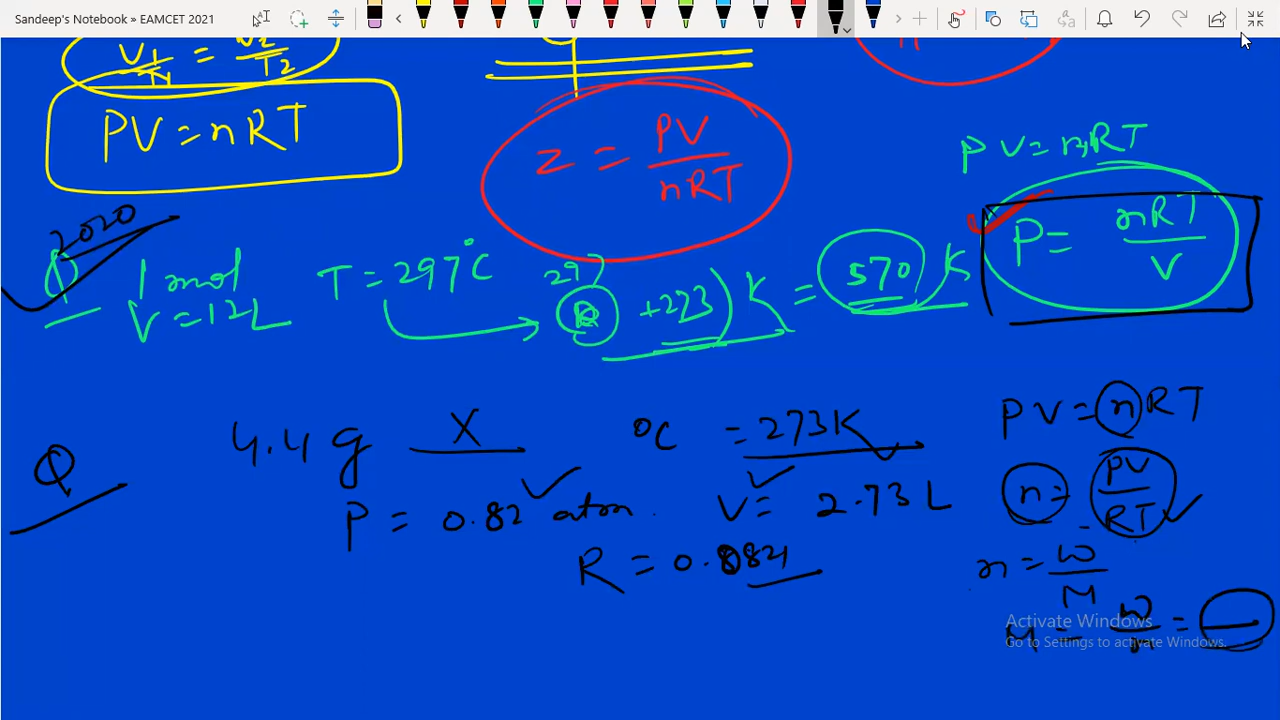 Sandeep's Notebook » EAMCET 2021
V1/T1 = V2/T2
PV = nRT
Z = PV/nRT
PV = nRT
P = nRT/V
2020
Q 1 mol T = 297°C 297 +273) K = 570 K
V = 12L
Q 4.4 g X 0°C = 273K
P = 0.82 atm. V = 2.73 L
R = 0.0821
PV = nRT
n = PV/RT
n = w/M
M = w/n =
Activate Windows
Go to Settings to activate Windows.